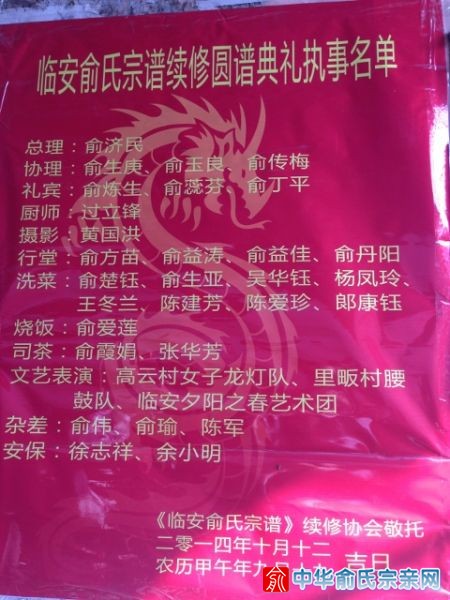 临安俞氏宗谱续修圆谱典礼执事名单
总理：俞济民
协理：俞生庚、俞玉良、俞传梅
礼宾：俞炼生、俞蕊芬、俞丁平
厨师：过立锋
摄影：黄国洪
行堂：俞方苗、俞益涛、俞益佳、俞丹阳
洗菜：俞楚钰、俞生亚、吴华钰、杨凤玲、
王冬兰、陈建芳、陈爱珍、郎康钰
烧饭：俞爱莲
司茶：俞霞娟、张华芳
文艺表演：高云村女子龙灯队、里畈村腰
鼓队、临安夕阳之春艺术团
杂差：俞伟、俞瑜、陈军
安保：徐志祥、余小明
《临安俞氏宗谱》续修协会敬托
二零一四年十月十二
农历甲午年九 吉日
中华俞氏宗亲网